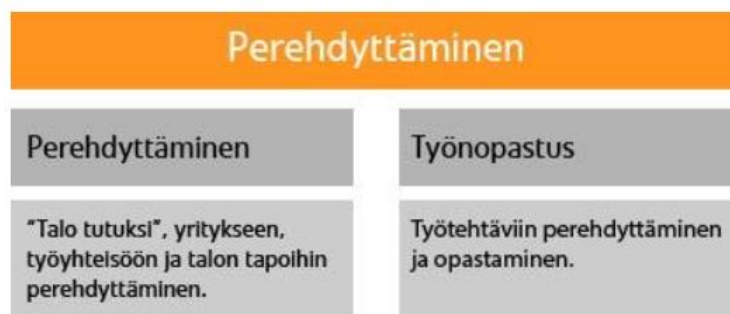 Perehdyttäminen
Perehdyttäminen
"Talo tutuksi", yritykseen,
työyhteisöön ja talon tapoihin
perehdyttäminen.
Työnopastus
Työtehtäviin perehdyttäminen
ja opastaminen.